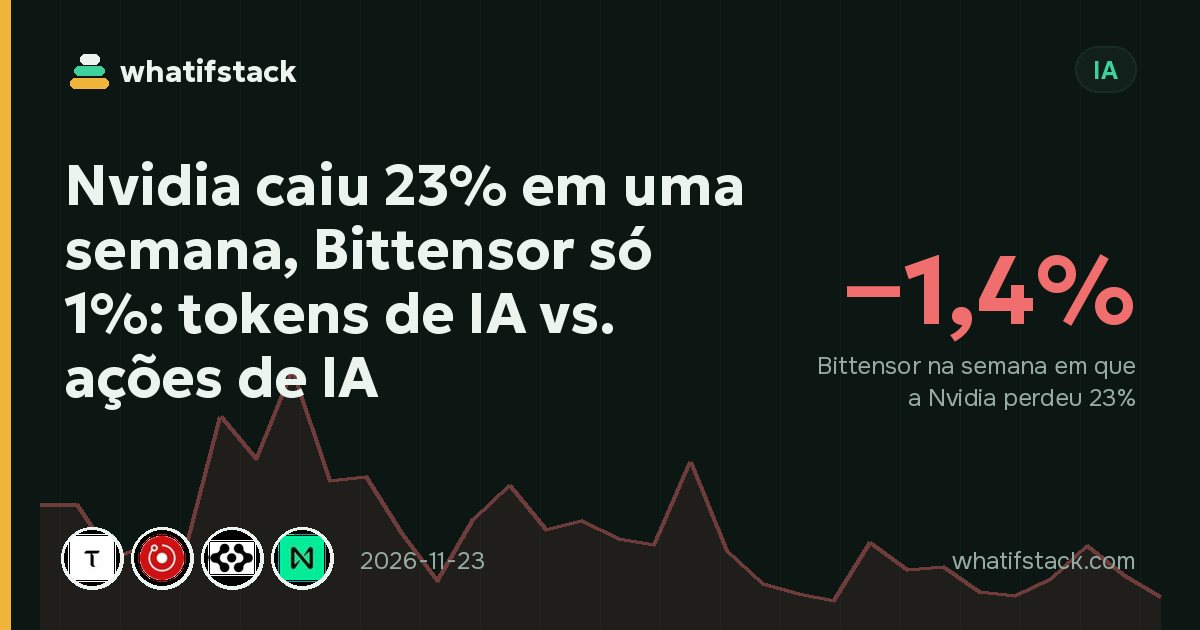 whatifstack
IA
Nvidia caiu 23% em uma
semana, Bittensor só
1%: tokens de IA vs.
ações de IA
−1,4%
Bittensor na semana em que
a Nvidia perdeu 23%
τ
2026-11-23
whatifstack.com